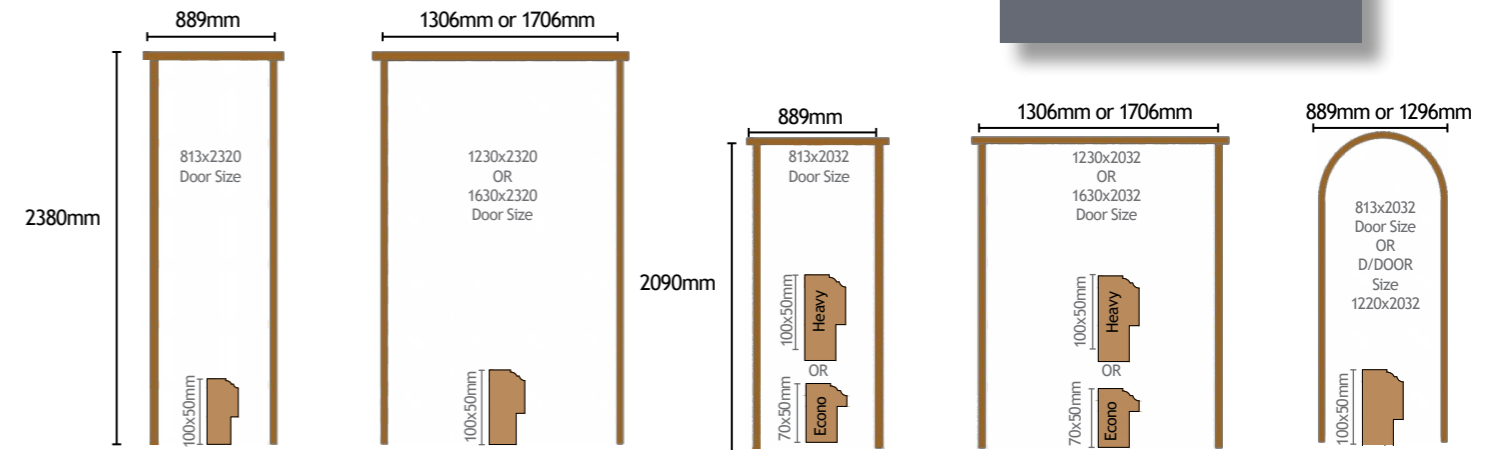 889mm
1306mm or 1706mm
2380mm
813x2320
Door Size
100x50mm
1230x2320
OR
1630x2320
Door Size
100x50mm
889mm
2090mm
813x2032
Door Size
100x50mm
Heavy
OR
70x50mm
Econo
1306mm or 1706mm
1230x2032
OR
1630x2032
Door Size
100x50mm
Heavy
OR
70x50mm
Econo
889mm or 1296mm
813x2032
Door Size
OR
D/DOOR
Size
1220x2032
100x50mm